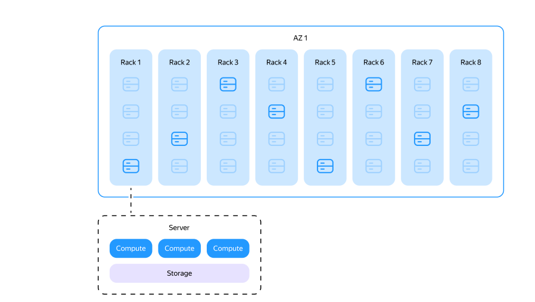 AZ 1
Rack 1 Rack 2 Rack 3 Rack 4 Rack 5 Rack 6 Rack 7 Rack 8
Server
Compute Compute Compute
Storage